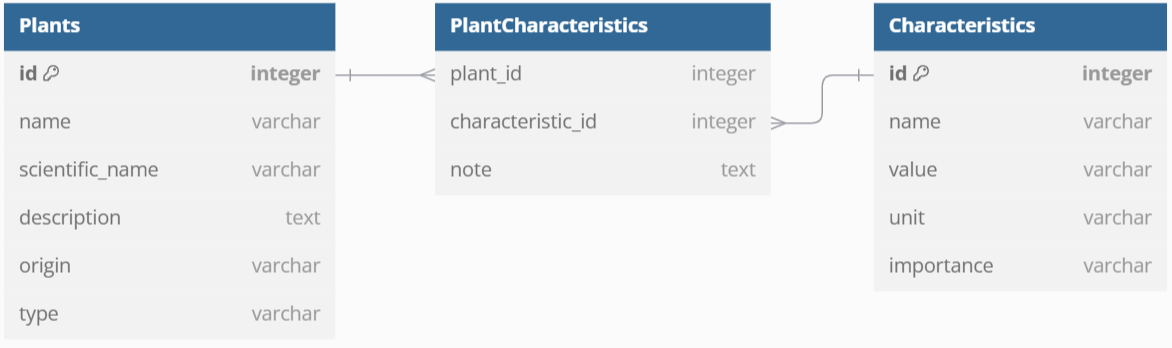 Plants
id integer
name varchar
scientific_name varchar
description text
origin varchar
type varchar
PlantCharacteristics
plant_id integer
characteristic_id integer
note text
Characteristics
id integer
name varchar
value varchar
unit varchar
importance varchar